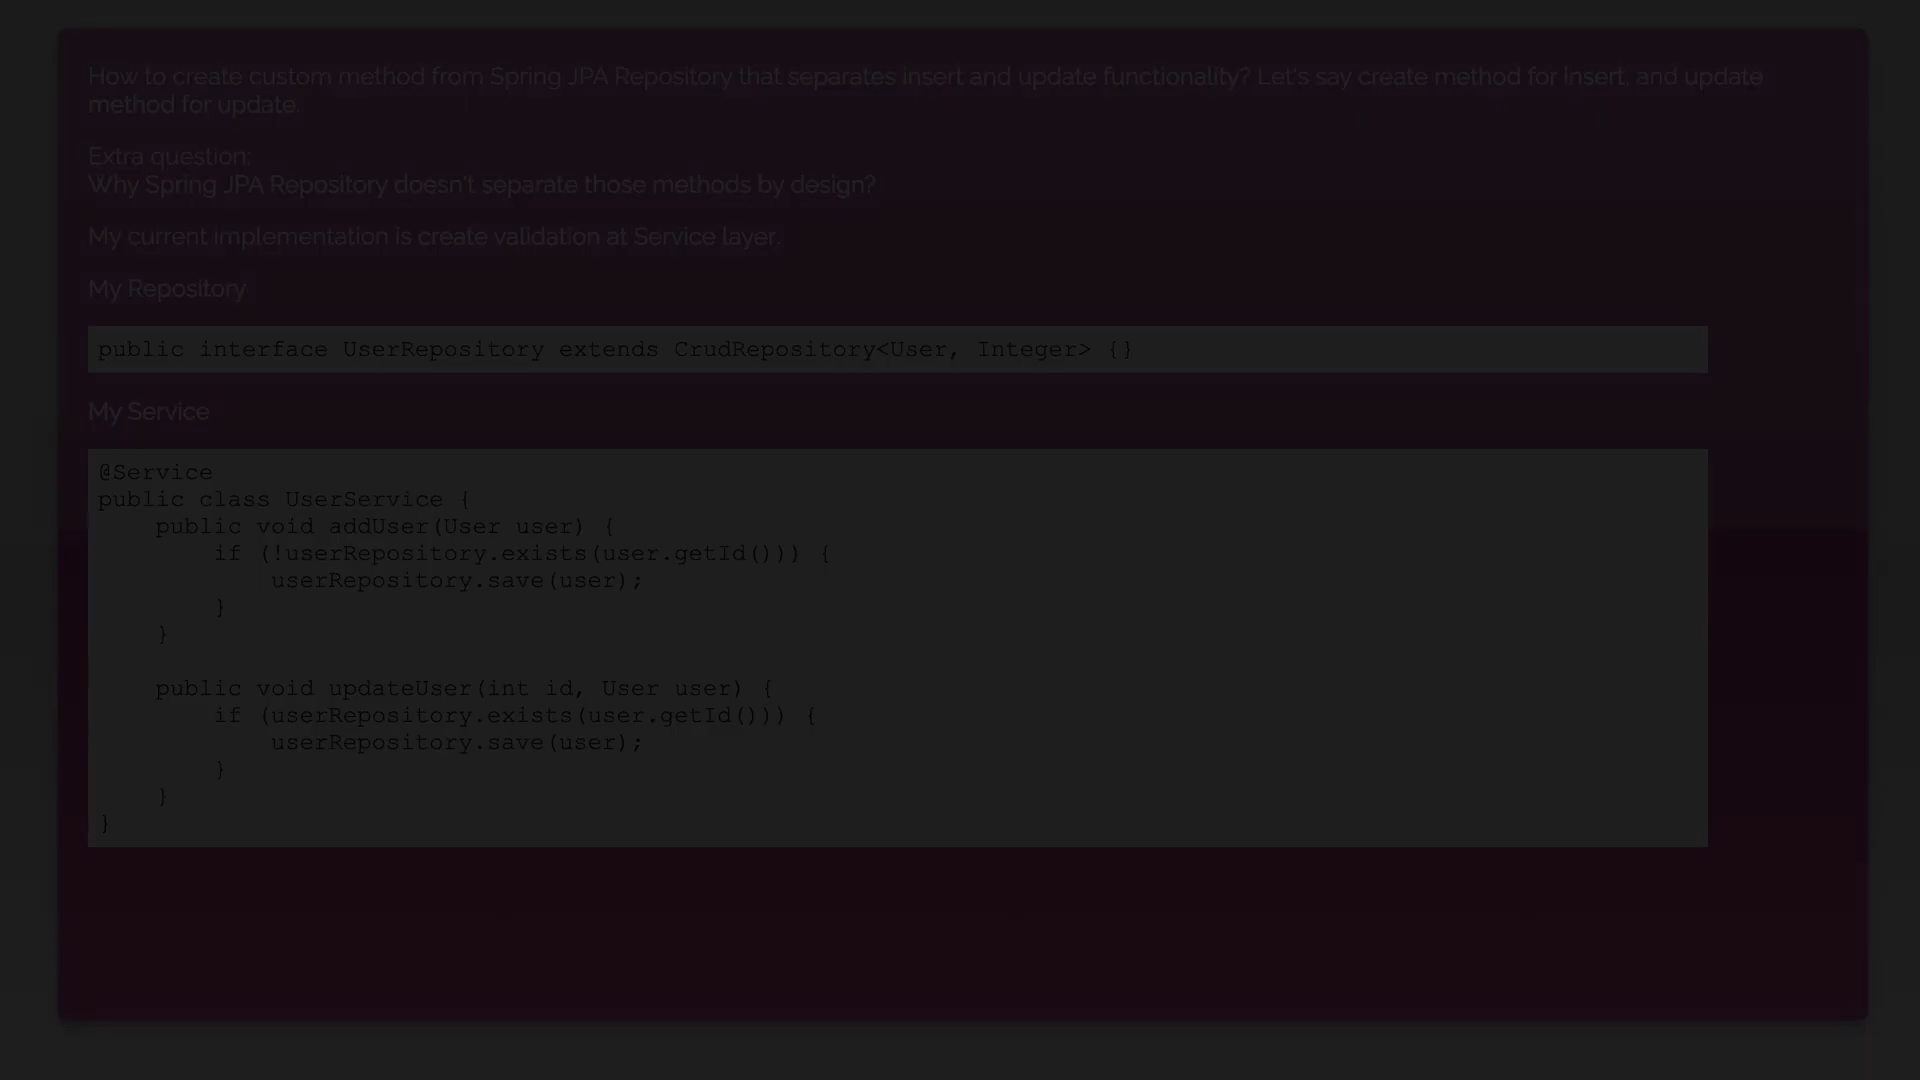 How to create custom method from Spring JPA Repository that separates insert and update functionality? Let's say create method for insert, and update
method for update.
Extra question:
Why Spring JPA Repository doesn't separate those methods by design?
My current implementation is create validation at Service layer.
My Repository
public interface UserRepository extends CrudRepository<User, Integer> {}
My Service
@Service
public class UserService {
    public void addUser(User user) {
        if (!userRepository.exists(user.getId())) {
            userRepository.save(user);
        }
    }
    public void updateUser(int id, User user) {
        if (userRepository.exists(user.getId())) {
            userRepository.save(user);
        }
    }
}